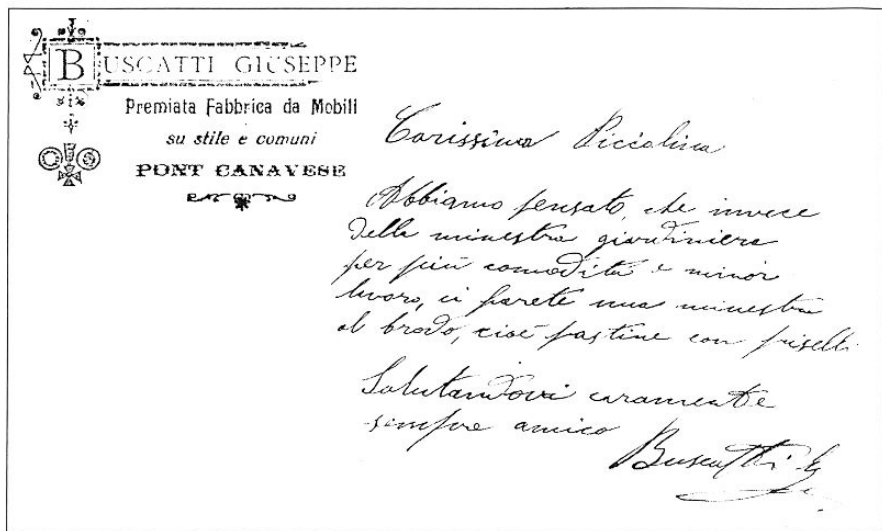 BUSCATTI GIUSEPPE
Premiata Fabbrica da Mobili
su stile e comuni
PONT CANAVESE
Carissima Piccolina
Abbiamo pensato, che invece
della minestra giardiniera
per più comodità e minor
lavoro, ci farete una minestra
al brodo, cioè pastine con piselli.
Salutandovi caramente
sempre amico
Buscatti G